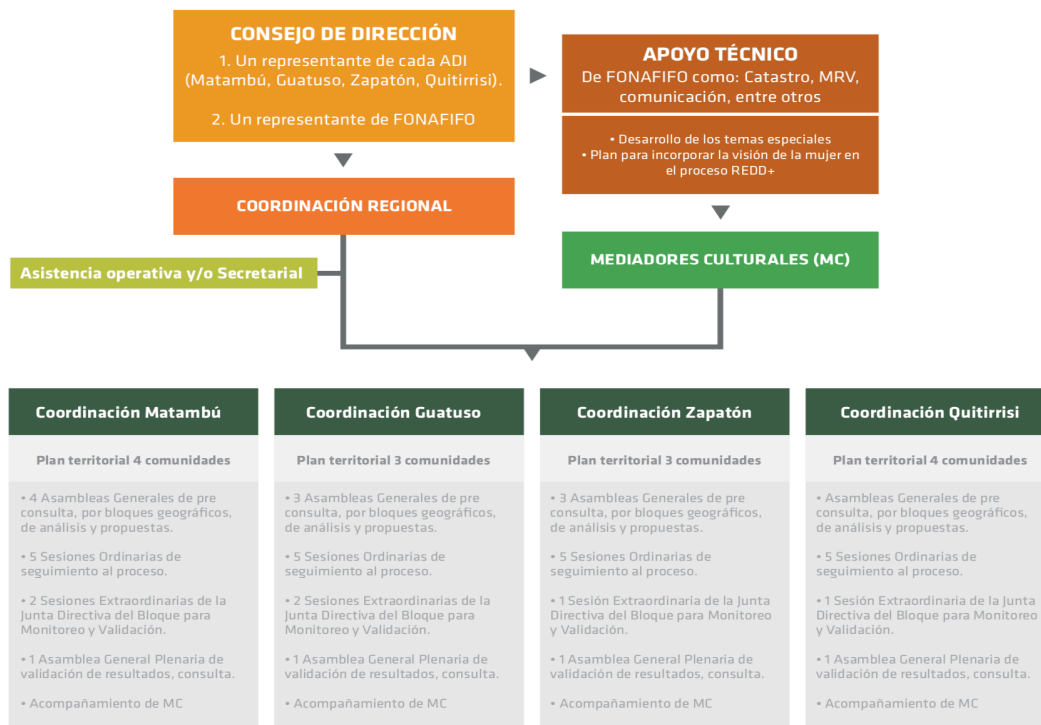 CONSEJO DE DIRECCIÓN
1. Un representante de cada ADI
(Matambú, Guatuso, Zapatón, Quitirrisi).
2. Un representante de FONAFIFO
APOYO TÉCNICO
De FONAFIFO como: Catastro, MRV,
comunicación, entre otros
• Desarrollo de los temas especiales
• Plan para incorporar la visión de la mujer en
el proceso REDD+
COORDINACIÓN REGIONAL
MEDIADORES CULTURALES (MC)
Asistencia operativa y/o Secretarial
Coordinación Matambú
Plan territorial 4 comunidades
• 4 Asambleas Generales de pre
consulta, por bloques geográficos,
de análisis y propuestas.
• 5 Sesiones Ordinarias de
seguimiento al proceso.
• 2 Sesiones Extraordinarias de la
Junta Directiva del Bloque para
Monitoreo y Validación.
• 1 Asamblea General Plenaria de
validación de resultados, consulta.
• Acompañamiento de MC
Coordinación Guatuso
Plan territorial 3 comunidades
• 3 Asambleas Generales de pre
consulta, por bloques geográficos,
de análisis y propuestas.
• 5 Sesiones Ordinarias de
seguimiento al proceso.
• 2 Sesiones Extraordinarias de la
Junta Directiva del Bloque para
Monitoreo y Validación.
• 1 Asamblea General Plenaria de
validación de resultados, consulta.
• Acompañamiento de MC
Coordinación Zapatón
Plan territorial 3 comunidades
• 3 Asambleas Generales de pre
consulta, por bloques geográficos,
de análisis y propuestas.
• 5 Sesiones Ordinarias de
seguimiento al proceso.
• 1 Sesión Extraordinaria de la Junta
Directiva del Bloque para Monitoreo
y Validación.
• 1 Asamblea General Plenaria de
validación de resultados, consulta.
• Acompañamiento de MC
Coordinación Quitirrisi
Plan territorial 4 comunidades
• Asambleas Generales de pre
consulta, por bloques geográficos,
de análisis y propuestas.
• 5 Sesiones Ordinarias de
seguimiento al proceso.
• 1 Sesión Extraordinaria de la Junta
Directiva del Bloque para Monitoreo
y Validación.
• 1 Asamblea General Plenaria de
validación de resultados, consulta.
• Acompañamiento de MC